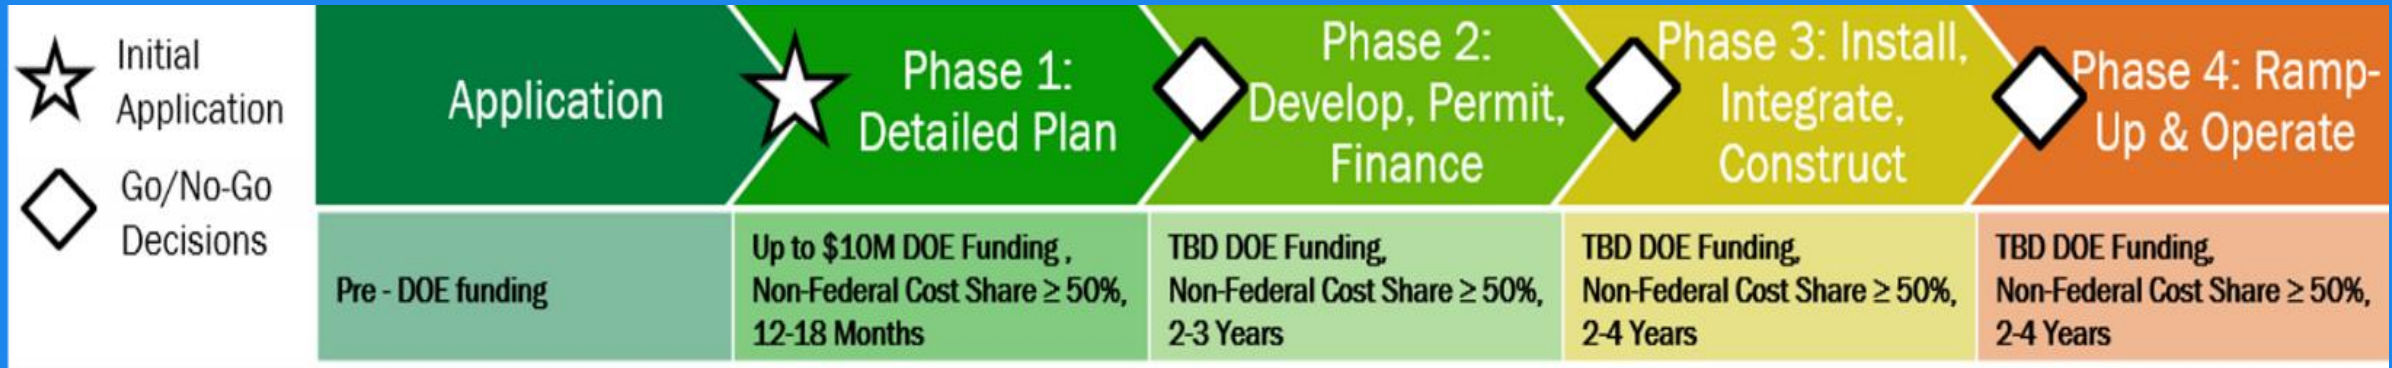 Initial
Application
Go/No-Go
Decisions
Application
Phase 1:
Detailed Plan
Phase 2:
Develop, Permit,
Finance
Phase 3: Install,
Integrate,
Construct
Phase 4: Ramp-
Up & Operate
Pre - DOE funding
Up to $10M DOE Funding ,
Non-Federal Cost Share ≥ 50%,
12-18 Months
TBD DOE Funding,
Non-Federal Cost Share ≥ 50%,
2-3 Years
TBD DOE Funding,
Non-Federal Cost Share ≥ 50%,
2-4 Years
TBD DOE Funding,
Non-Federal Cost Share ≥ 50%,
2-4 Years